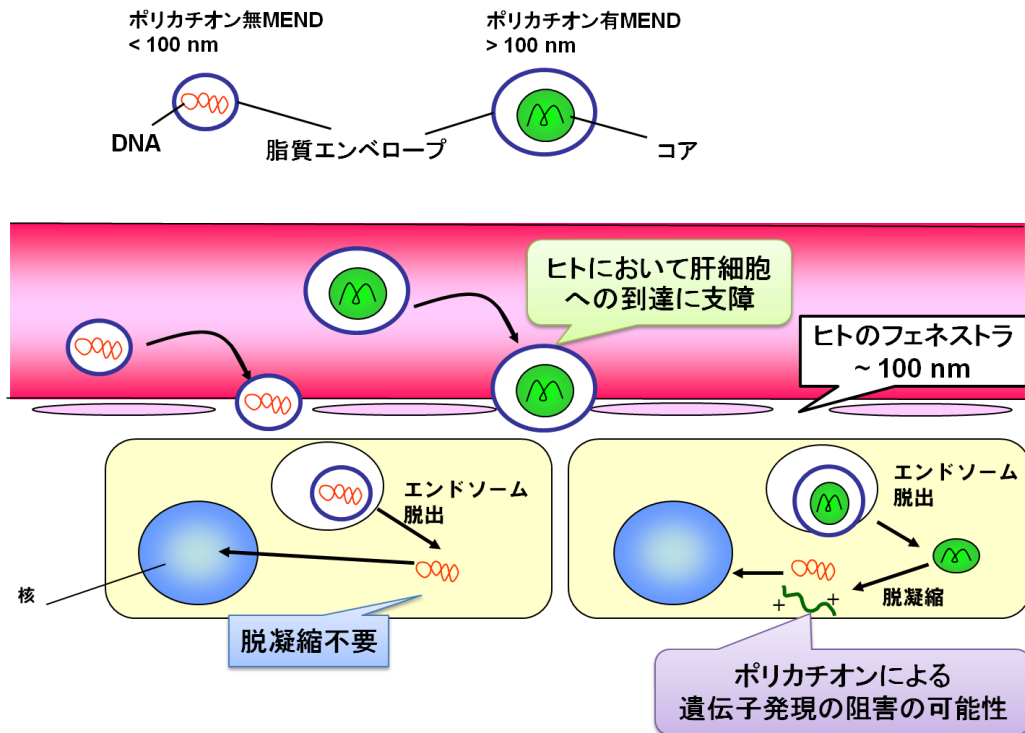 ポリカチオン無MEND
< 100 nm
ポリカチオン有MEND
> 100 nm
DNA
脂質エンベロープ
コア
ヒトにおいて肝細胞
への到達に支障
ヒトのフェネストラ
~ 100 nm
エンドソーム
脱出
エンドソーム
脱出
核
脱凝縮
+
+
脱凝縮不要
ポリカチオンによる
遺伝子発現の阻害の可能性